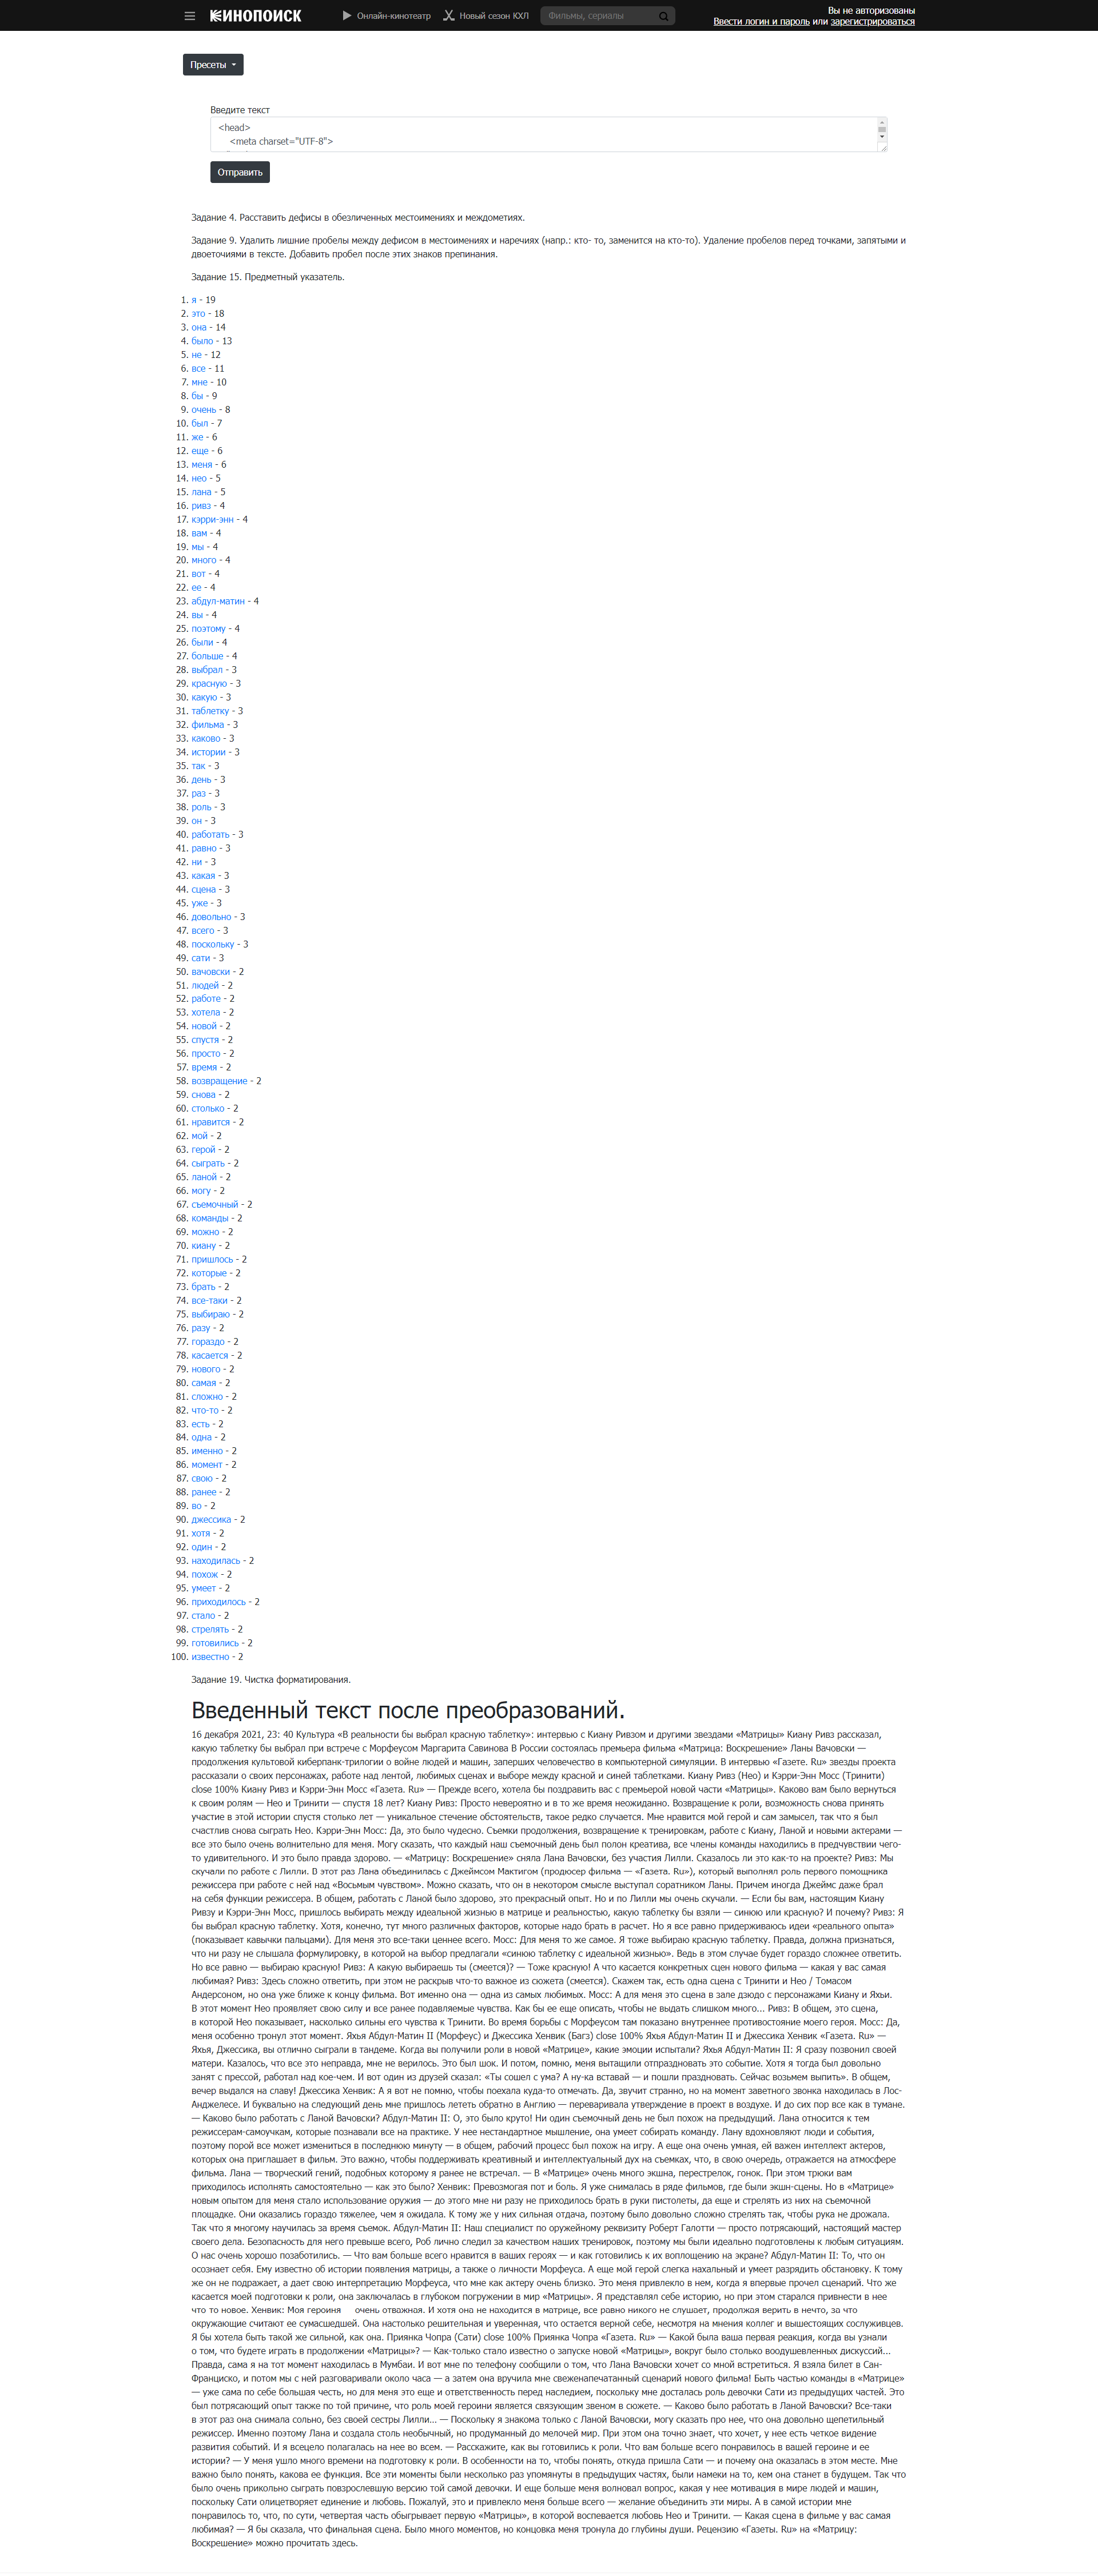 КИНОПОИСК
Онлайн-кинотеатр
Новый сезон КХЛ
Фильмы, сериалы
Вы не авторизованы
Ввести логин и пароль или зарегистрироваться
Пресеты
Введите текст
<head>
<meta charset="UTF-8">
Отправить
Задание 4. Расставить дефисы в обезличенных местоимениях и междометиях.
Задание 9. Удалить лишние пробелы между дефисом в местоимениях и наречиях (напр.: кто- то, заменится на кто-то). Удаление пробелов перед точками, запятыми и
двоеточиями в тексте. Добавить пробел после этих знаков препинания.
Задание 15. Предметный указатель.
1. я - 19
2. это - 18
3. она - 14
4. было - 13
5. не - 12
6. все - 11
7. мне - 10
8. бы - 9
9. очень - 8
10. был - 7
11. же - 6
12. еще - 6
13. меня - 6
14. нео - 5
15. лана - 5
16. ривз - 4
17. кэрри-энн - 4
18. вам - 4
19. мы - 4
20. много - 4
21. вот - 4
22. ее - 4
23. абдул-матин - 4
24. вы - 4
25. поэтому - 4
26. были - 4
27. больше - 4
28. выбрал - 3
29. красную - 3
30. какую - 3
31. таблетку - 3
32. фильма - 3
33. каково - 3
34. истории - 3
35. так - 3
36. день - 3
37. раз - 3
38. роль - 3
39. он - 3
40. работать - 3
41. равно - 3
42. ни - 3
43. какая - 3
44. сцена - 3
45. уже - 3
46. довольно - 3
47. всего - 3
48. поскольку - 3
49. сати - 3
50. вачовски - 2
51. людей - 2
52. работе - 2
53. хотела - 2
54. новой - 2
55. спустя - 2
56. просто - 2
57. время - 2
58. возвращение - 2
59. снова - 2
60. столько - 2
61. нравится - 2
62. мой - 2
63. герой - 2
64. сыграть - 2
65. ланой - 2
66. могу - 2
67. съемочный - 2
68. команды - 2
69. можно - 2
70. киану - 2
71. пришлось - 2
72. которые - 2
73. брать - 2
74. все-таки - 2
75. выбираю - 2
76. разу - 2
77. гораздо - 2
78. касается - 2
79. нового - 2
80. самая - 2
81. сложно - 2
82. что-то - 2
83. есть - 2
84. одна - 2
85. именно - 2
86. момент - 2
87. свою - 2
88. ранее - 2
89. во - 2
90. джессика - 2
91. хотя - 2
92. один - 2
93. находилась - 2
94. похож - 2
95. умеет - 2
96. приходилось - 2
97. стало - 2
98. стрелять - 2
99. готовились - 2
100. известно - 2
Задание 19. Чистка форматирования.
Введенный текст после преобразований.
16 декабря 2021, 23: 40 Культура «В реальности бы выбрал красную таблетку»: интервью с Киану Ривзом и другими звездами «Матрицы» Киану Ривз рассказал,
какую таблетку бы выбрал при встрече с Морфеусом Маргарита Савинова В России состоялась премьера фильма «Матрица: Воскрешение» Ланы Вачовски —
продолжения культовой киберпанк-трилогии о войне людей и машин, заперших человечество в компьютерной симуляции. В интервью «Газете. Ru» звезды проекта
рассказали о своих персонажах, работе над лентой, любимых сценах и выборе между красной и синей таблетками. Киану Ривз (Нео) и Кэрри-Энн Мосс (Тринити)
close 100% Киану Ривз и Кэрри-Энн Мосс «Газета. Ru» — Прежде всего, хотела бы поздравить вас с премьерой новой части «Матрицы». Каково вам было вернуться
к своим ролям — Нео и Тринити — спустя 18 лет? Киану Ривз: Просто невероятно и в то же время неожиданно. Возвращение к роли, возможность снова принять
участие в этой истории спустя столько лет — уникальное стечение обстоятельств, такое редко случается. Мне нравится мой герой и сам замысел, так что я был
счастлив снова сыграть Нео. Кэрри-Энн Мосс: Да, это было чудесно. Съемки продолжения, возвращение к тренировкам, работе с Киану, Ланой и новыми актерами —
все это было очень волнительно для меня. Могу сказать, что каждый наш съемочный день был полон креатива, все члены команды находились в предчувствии чего-
то удивительного. И это было правда здорово. — «Матрицу: Воскрешение» сняла Лана Вачовски, без участия Лилли. Сказалось ли это как-то на проекте? Ривз: Мы
скучали по работе с Лилли. В этот раз Лана объединилась с Джеймсом Мактигом (продюсер фильма — «Газета. Ru»), который выполнял роль первого помощника
режиссера при работе с ней над «Восьмым чувством». Можно сказать, что он в некотором смысле выступал соратником Ланы. Причем иногда Джеймс даже брал
на себя функции режиссера. В общем, работать с Ланой было здорово, это прекрасный опыт. Но и по Лилли мы очень скучали. — Если бы вам, настоящим Киану
Ривзу и Кэрри-Энн Мосс, пришлось выбирать между идеальной жизнью в матрице и реальностью, какую таблетку бы взяли — синюю или красную? И почему? Ривз: Я
бы выбрал красную таблетку. Хотя, конечно, тут много различных факторов, которые надо брать в расчет. Но я все равно придерживаюсь идеи «реального опыта»
(показывает кавычки пальцами). Для меня это все-таки ценнее всего. Мосс: Для меня то же самое. Я тоже выбираю красную таблетку. Правда, должна признаться,
что ни разу не слышала формулировку, в которой на выбор предлагали «синюю таблетку с идеальной жизнью». Ведь в этом случае будет гораздо сложнее ответить.
Но все равно — выбираю красную! Ривз: А какую выбираешь ты (смеется)? — Тоже красную! А что касается конкретных сцен нового фильма — какая у вас самая
любимая? Ривз: Здесь сложно ответить, при этом не раскрыв что-то важное из сюжета (смеется). Скажем так, есть одна сцена с Тринити и Нео / Томасом
Андерсоном, но она уже ближе к концу фильма. Вот именно она — одна из самых любимых. Мосс: А для меня это сцена в зале дзюдо с персонажами Киану и Яхьи.
В этот момент Нео проявляет свою силу и все ранее подавляемые чувства. Как бы ее еще описать, чтобы не выдать слишком много... Ривз: В общем, это сцена,
в которой Нео показывает, насколько сильны его чувства к Тринити. Во время борьбы с Морфеусом там показано внутреннее противостояние моего героя. Мосс: Да,
меня особенно тронул этот момент. Яхья Абдул-Матин II (Морфеус) и Джессика Хенвик (Багз) close 100% Яхья Абдул-Матин II и Джессика Хенвик «Газета. Ru» —
Яхья, Джессика, вы отлично сыграли в тандеме. Когда вы получили роли в новой «Матрице», какие эмоции испытали? Яхья Абдул-Матин II: Я сразу позвонил своей
матери. Казалось, что все это неправда, мне не верилось. Это был шок. И потом, помню, меня вытащили отпраздновать это событие. Хотя я тогда был довольно
занят с прессой, работал над кое-чем. И вот один из друзей сказал: «Ты сошел с ума? А ну-ка вставай — и пошли праздновать. Сейчас возьмем выпить». В общем,
вечер выдался на славу! Джессика Хенвик: А я вот не помню, чтобы поехала куда-то отмечать. Да, звучит странно, но на момент заветного звонка находилась в Лос-
Анджелесе. И буквально на следующий день мне пришлось лететь обратно в Англию — переваривала утверждение в проект в воздухе. И до сих пор все как в тумане.
— Каково было работать с Ланой Вачовски? Абдул-Матин II: О, это было круто! Ни один съемочный день не был похож на предыдущий. Лана относится к тем
режиссерам-самоучкам, которые познавали все на практике. У нее нестандартное мышление, она умеет собирать команду. Лану вдохновляют люди и события,
поэтому порой все может измениться в последнюю минуту — в общем, рабочий процесс был похож на игру. А еще она очень умная, ей важен интеллект актеров,
которых она приглашает в фильм. Это важно, чтобы поддерживать креативный и интеллектуальный дух на съемках, что, в свою очередь, отражается на атмосфере
фильма. Лана — творческий гений, подобных которому я ранее не встречал. — В «Матрице» очень много экшна, перестрелок, гонок. При этом трюки вам
приходилось исполнять самостоятельно — как это было? Хенвик: Превозмогая пот и боль. Я уже снималась в ряде фильмов, где были экшн-сцены. Но в «Матрице»
новым опытом для меня стало использование оружия — до этого мне ни разу не приходилось брать в руки пистолеты, да еще и стрелять из них на съемочной
площадке. Они оказались гораздо тяжелее, чем я ожидала. К тому же у них сильная отдача, поэтому было довольно сложно стрелять так, чтобы рука не дрожала.
Так что я многому научилась за время съемок. Абдул-Матин II: Наш специалист по оружейному реквизиту Роберт Галотти — просто потрясающий, настоящий мастер
своего дела. Безопасность для него превыше всего, Роб лично следил за качеством наших тренировок, поэтому мы были идеально подготовлены к любым ситуациям.
О нас очень хорошо позаботились. — Что вам больше всего нравится в ваших героях — и как готовились к их воплощению на экране? Абдул-Матин II: То, что он
осознает себя. Ему известно об истории появления матрицы, а также о личности Морфеуса. А еще мой герой слегка нахальный и умеет разрядить обстановку. К тому
же он не подражает, а дает свою интерпретацию Морфеуса, что мне как актеру очень близко. Это меня привлекло в нем, когда я впервые прочел сценарий. Что же
касается моей подготовки к роли, она заключалась в глубоком погружении в мир «Матрицы». Я представлял себе историю, но при этом старался привнести в нее
что то новое. Хенвик: Моя героиня очень отважная. И хотя она не находится в матрице, все равно никого не слушает, продолжая верить в нечто, за что
окружающие считают ее сумасшедшей. Она настолько решительная и уверенная, что остается верной себе, несмотря на мнения коллег и вышестоящих сослуживцев.
Я бы хотела быть такой же сильной, как она. Приянка Чопра (Сати) close 100% Приянка Чопра «Газета. Ru» — Какой была ваша первая реакция, когда вы узнали
о том, что будете играть в продолжении «Матрицы»? — Как-только стало известно о запуске новой «Матрицы», вокруг было столько воодушевленных дискуссий...
Правда, сама я на тот момент находилась в Мумбаи. И вот мне по телефону сообщили о том, что Лана Вачовски хочет со мной встретиться. Я взяла билет в Сан-
Франциско, и потом мы с ней разговаривали около часа — а затем она вручила мне свеженапечатанный сценарий нового фильма! Быть частью команды в «Матрице»
— уже сама по себе большая честь, но для меня это еще и ответственность перед наследием, поскольку мне досталась роль девочки Сати из предыдущих частей. Это
был потрясающий опыт также по той причине, что роль моей героини является связующим звеном в сюжете. — Каково было работать в Ланой Вачовски? Все-таки
в этот раз она снимала сольно, без своей сестры Лилли... — Поскольку я знакома только с Ланой Вачовски, могу сказать про нее, что она довольно щепетильный
режиссер. Именно поэтому Лана и создала столь необычный, но продуманный до мелочей мир. При этом она точно знает, что хочет, у нее есть четкое видение
развития событий. И я всецело полагалась на нее во всем. — Расскажите, как вы готовились к роли. Что вам больше всего понравилось в вашей героине и ее
истории? — У меня ушло много времени на подготовку к роли. В особенности на то, чтобы понять, откуда пришла Сати — и почему она оказалась в этом месте. Мне
важно было понять, какова ее функция. Все эти моменты были несколько раз упомянуты в предыдущих частях, были намеки на то, кем она станет в будущем. Так что
было очень прикольно сыграть повзрослевшую версию той самой девочки. И еще больше меня волновал вопрос, какая у нее мотивация в мире людей и машин,
поскольку Сати олицетворяет единение и любовь. Пожалуй, это и привлекло меня больше всего — желание объединить эти миры. А в самой истории мне
понравилось то, что, по сути, четвертая часть обыгрывает первую «Матрицы», в которой воспевается любовь Нео и Тринити. — Какая сцена в фильме у вас самая
любимая? — Я бы сказала, что финальная сцена. Было много моментов, но концовка меня тронула до глубины души. Рецензию «Газеты. Ru» на «Матрицу:
Воскрешение» можно прочитать здесь.